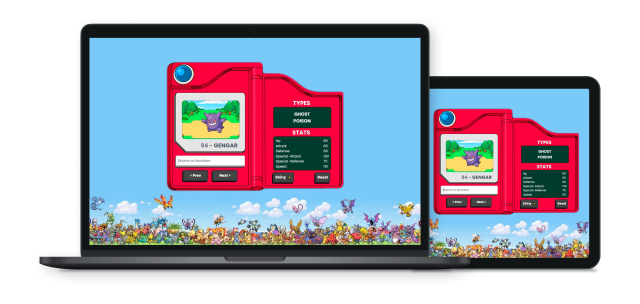 94 - GENGAR
Name or Number
< Prev
Next >
TYPES
GHOST
POISON
STATS
Hp 60
Attack 65
Defense 60
Special-Attack 130
Special-Defense 75
Speed 110
Shiny
Reset
94 - GENGAR
Name or Number
< Prev
Next >
TYPES
GHOST
POISON
STATS
Hp 60
Attack 65
Defense 60
Special-Attack 130
Special-Defense 75
Speed 110
Shiny
Reset